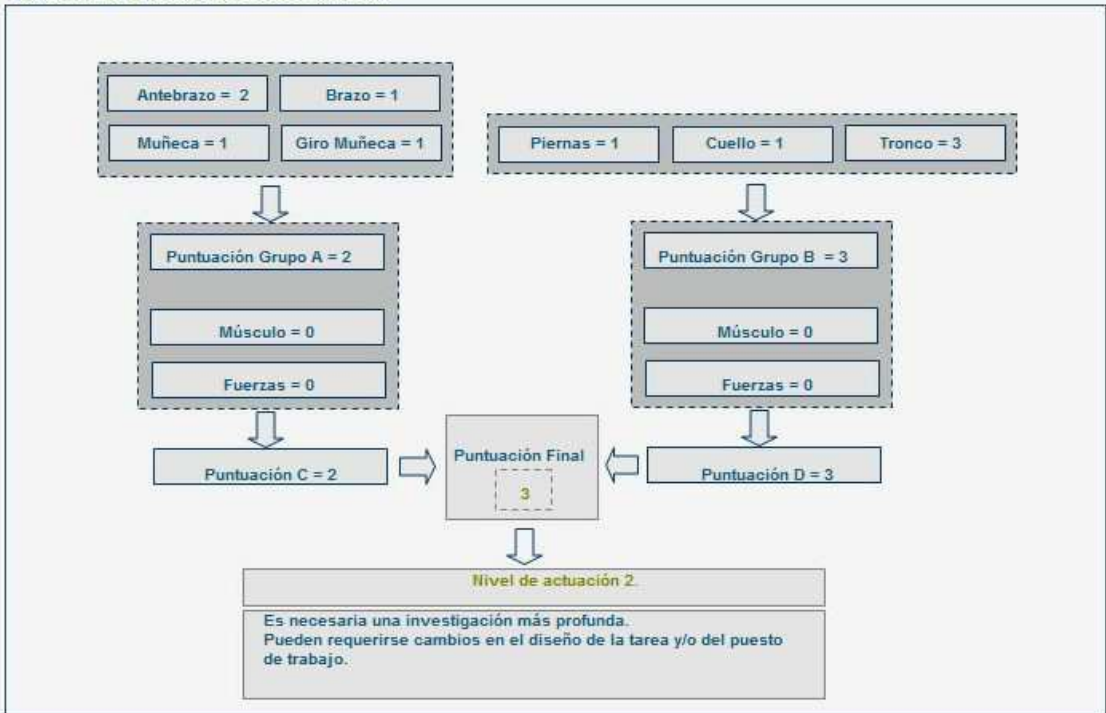 Antebrazo = 2
Brazo = 1
Muñeca = 1
Giro Muñeca = 1
Piernas = 1
Cuello = 1
Tronco = 3
Puntuación Grupo A = 2
Músculo = 0
Fuerzas = 0
Puntuación C = 2
Puntuación Grupo B = 3
Músculo = 0
Fuerzas = 0
Puntuación D = 3
Puntuación Final
3
Nivel de actuación 2.
Es necesaria una investigación más profunda.
Pueden requerirse cambios en el diseño de la tarea y/o del puesto
de trabajo.